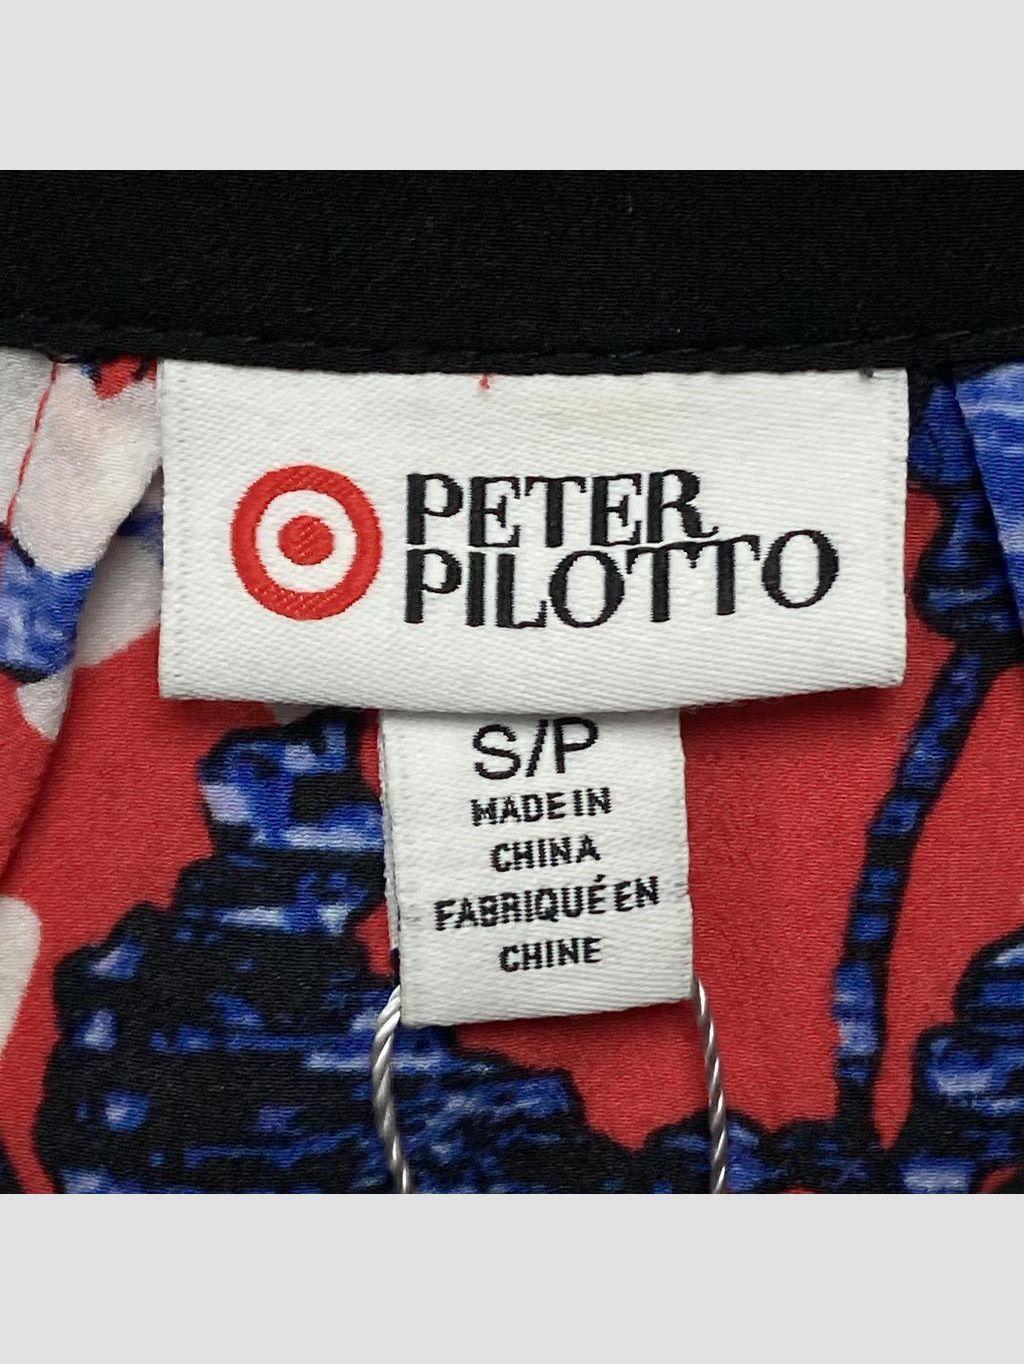 PETER
PILOTTO
S/P
MADE IN
CHINA
FABRIQUÉ EN
CHINE